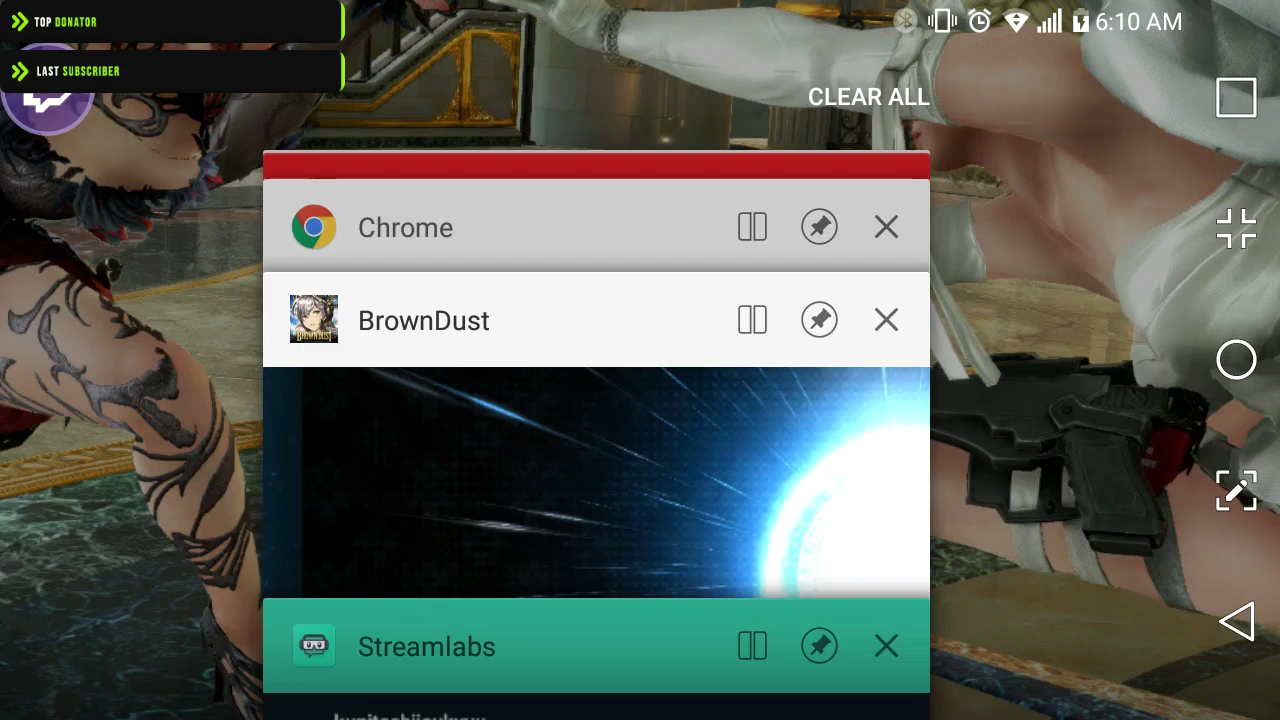 TOP DONATOR
6:10 AM
LAST SUBSCRIBER
CLEAR ALL
Chrome
BrownDust
Streamlabs